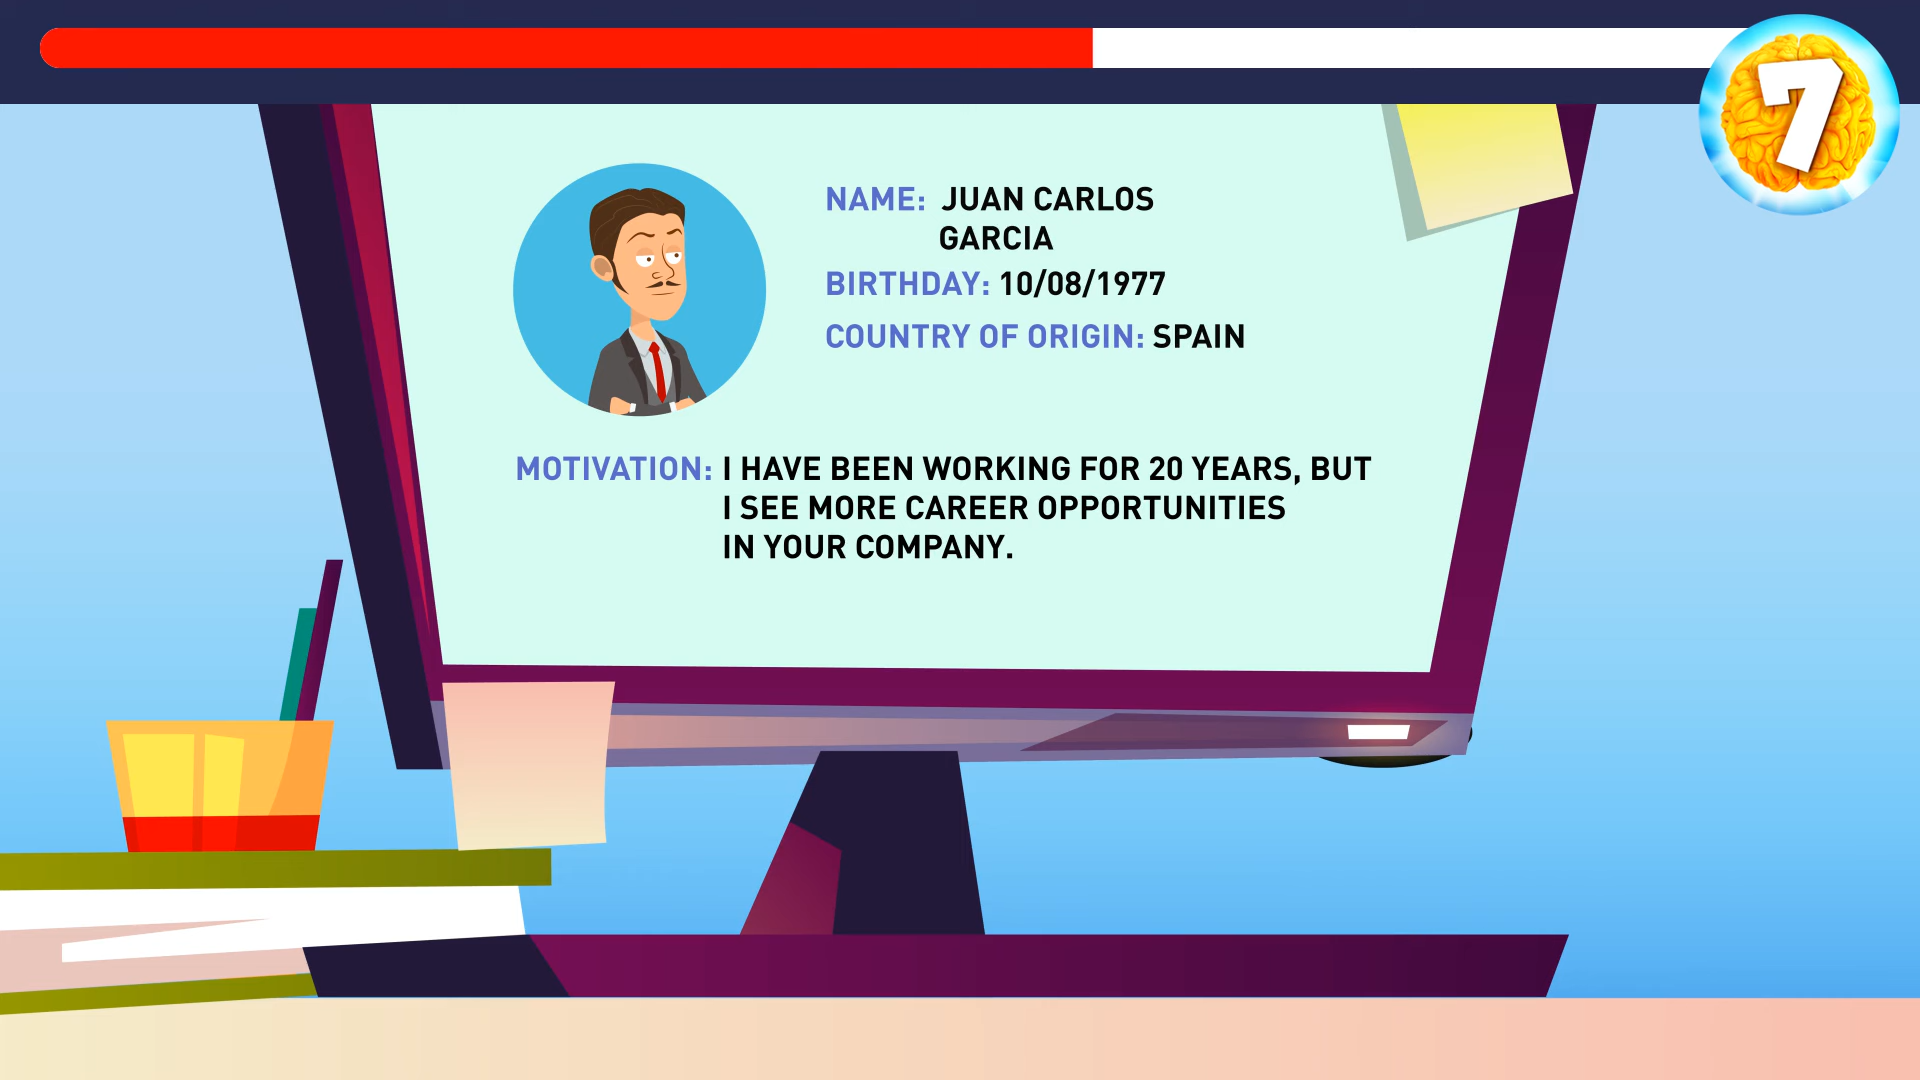 7
NAME: JUAN CARLOS
GARCIA
BIRTHDAY: 10/08/1977
COUNTRY OF ORIGIN: SPAIN
MOTIVATION: I HAVE BEEN WORKING FOR 20 YEARS, BUT
I SEE MORE CAREER OPPORTUNITIES
IN YOUR COMPANY.